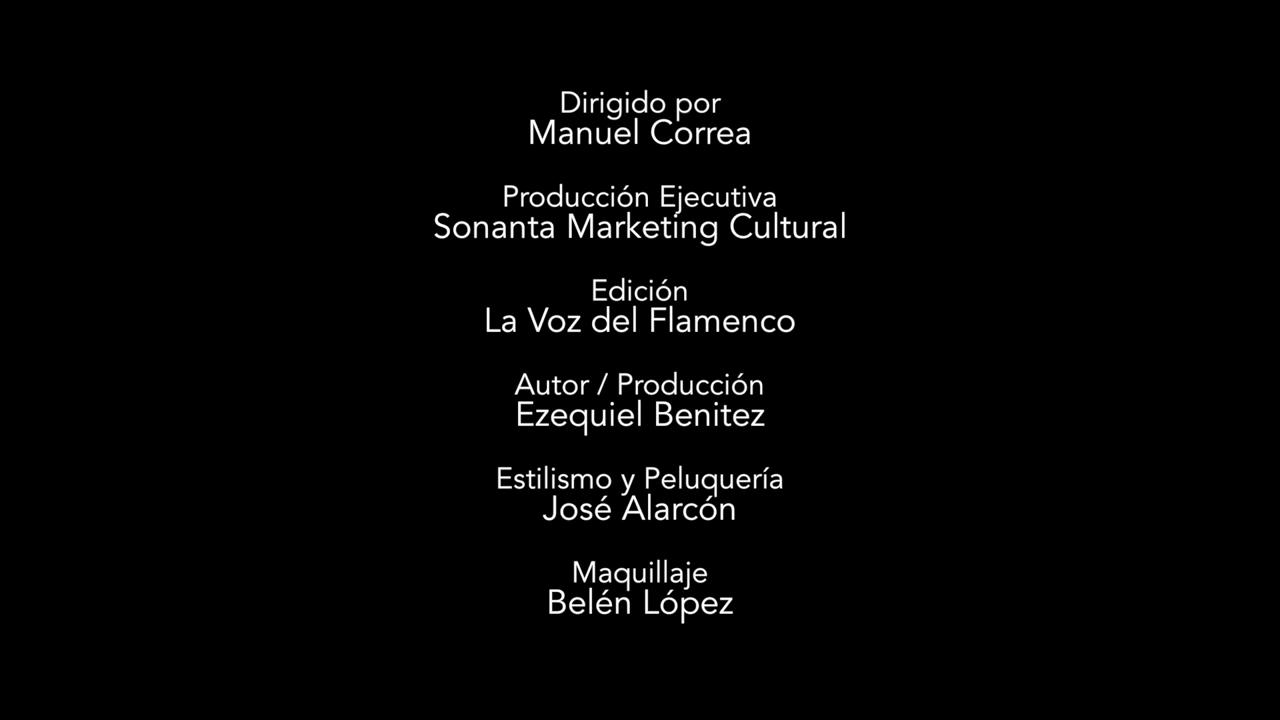 Dirigido por
Manuel Correa
Producción Ejecutiva
Sonanta Marketing Cultural
Edición
La Voz del Flamenco
Autor / Producción
Ezequiel Benitez
Estilismo y Peluquería
José Alarcón
Maquillaje
Belén López